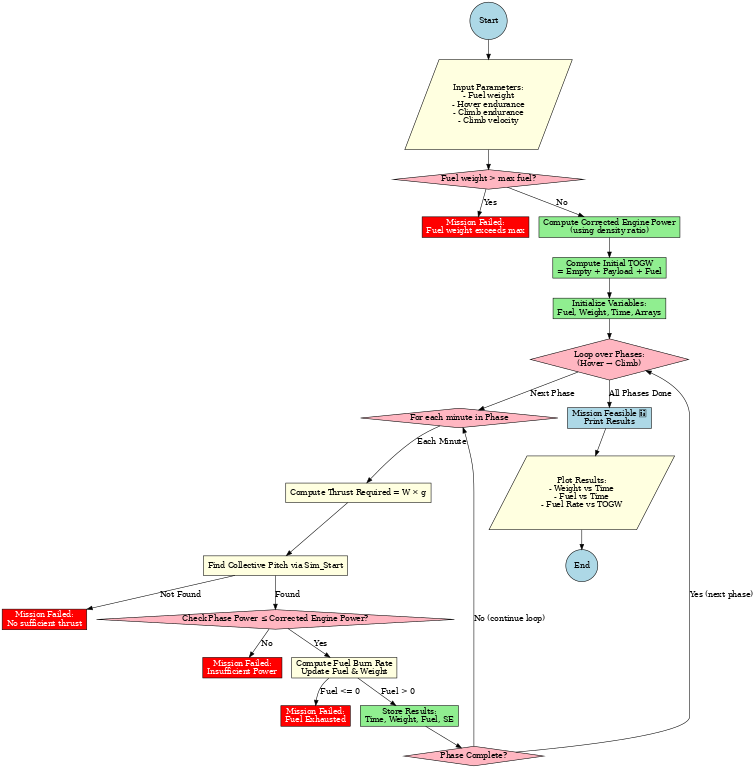 Start
Input Parameters:
- Fuel weight
- Hover endurance
- Climb endurance
- Climb velocity
Fuel weight > max fuel?
Yes
No
Mission Failed:
Fuel weight exceeds max
Compute Corrected Engine Power
(using density ratio)
Compute Initial TOGW
= Empty + Payload + Fuel
Initialize Variables:
Fuel, Weight, Time, Arrays
Loop over Phases:
(Hover → Climb)
Next Phase
All Phases Done
For each minute in Phase
Mission Feasible
Print Results
Each Minute
Plot Results:
- Weight vs Time
- Fuel vs Time
- Fuel Rate vs TOGW
Compute Thrust Required = W × g
Find Collective Pitch via Sim_Start
End
Not Found
Found
Yes (next phase)
Mission Failed:
No sufficient thrust
Check Phase Power ≤ Corrected Engine Power?
No (continue loop)
No
Yes
Mission Failed:
Insufficient Power
Compute Fuel Burn Rate
Update Fuel & Weight
Fuel <= 0
Fuel > 0
Mission Failed:
Fuel Exhausted
Store Results:
Time, Weight, Fuel, SE
Phase Complete?